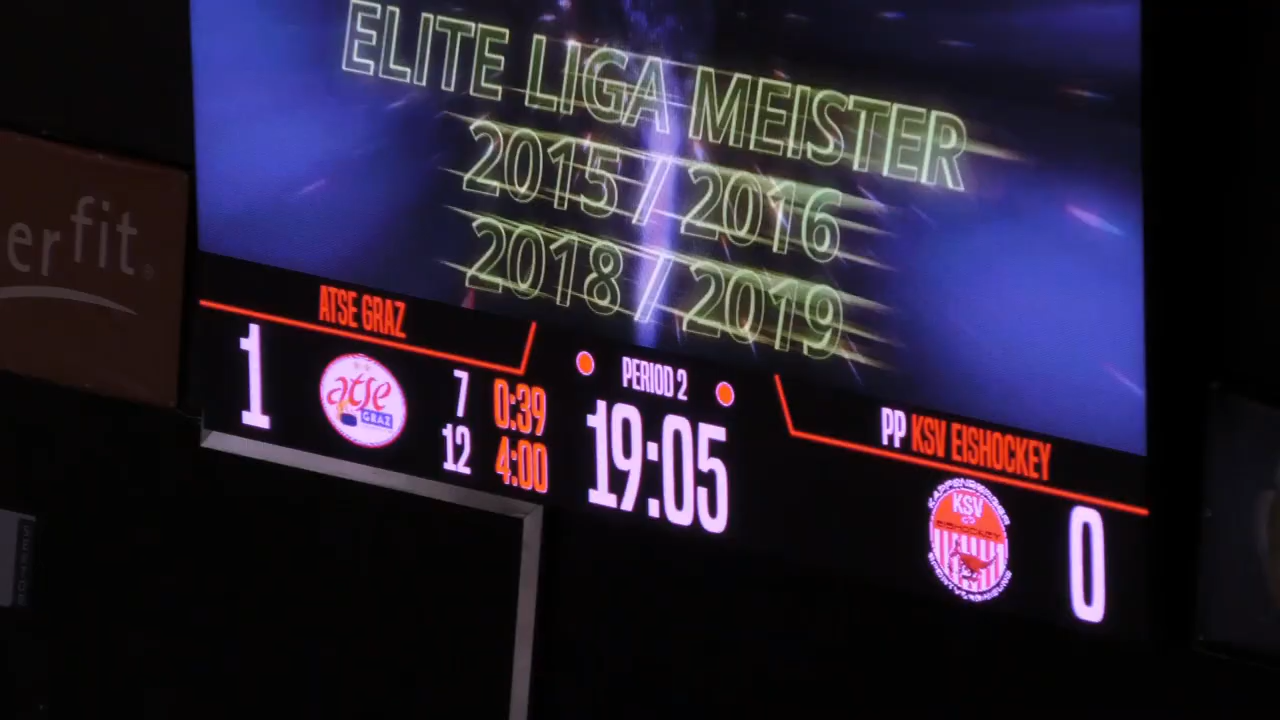 ELITE LIGA MEISTER
2015 / 2016
2018 / 2019
erfit
ATSE GRAZ
1
atse
GRAZ
7 0:39
12 4:00
PERIOD 2
19:05
PP KSV EISHOCKEY
KSV
EISHOCKEY
0